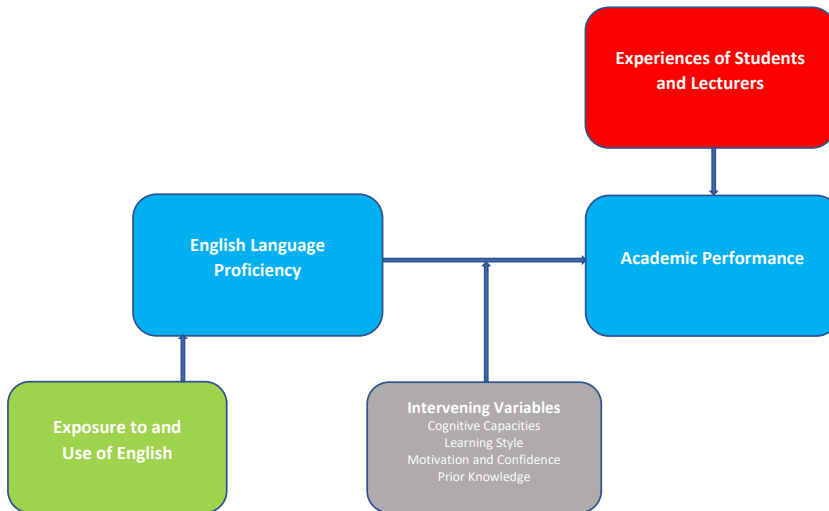 Experiences of Students
and Lecturers
English Language
Proficiency
Academic Performance
Exposure to and
Use of English
Intervening Variables
Cognitive Capacities
Learning Style
Motivation and Confidence
Prior Knowledge